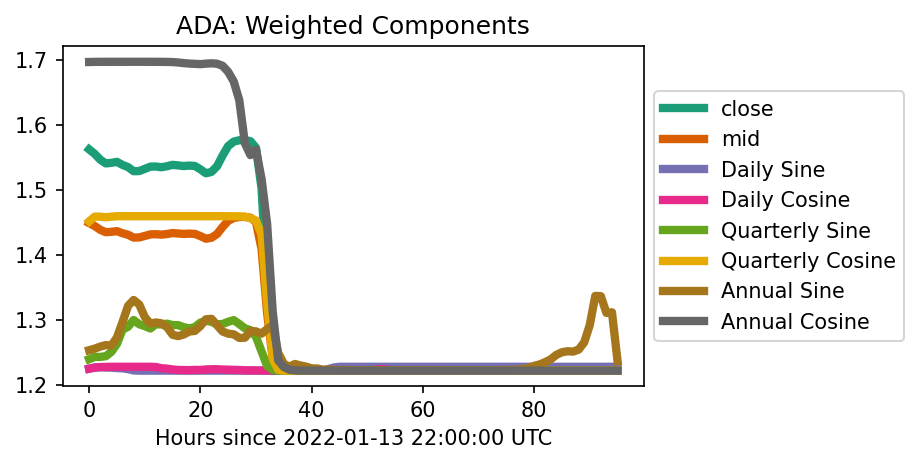 ADA: Weighted Components
1.7
1.6
1.5
1.4
1.3
1.2
0
20
40
60
80
Hours since 2022-01-13 22:00:00 UTC
close
mid
Daily Sine
Daily Cosine
Quarterly Sine
Quarterly Cosine
Annual Sine
Annual Cosine